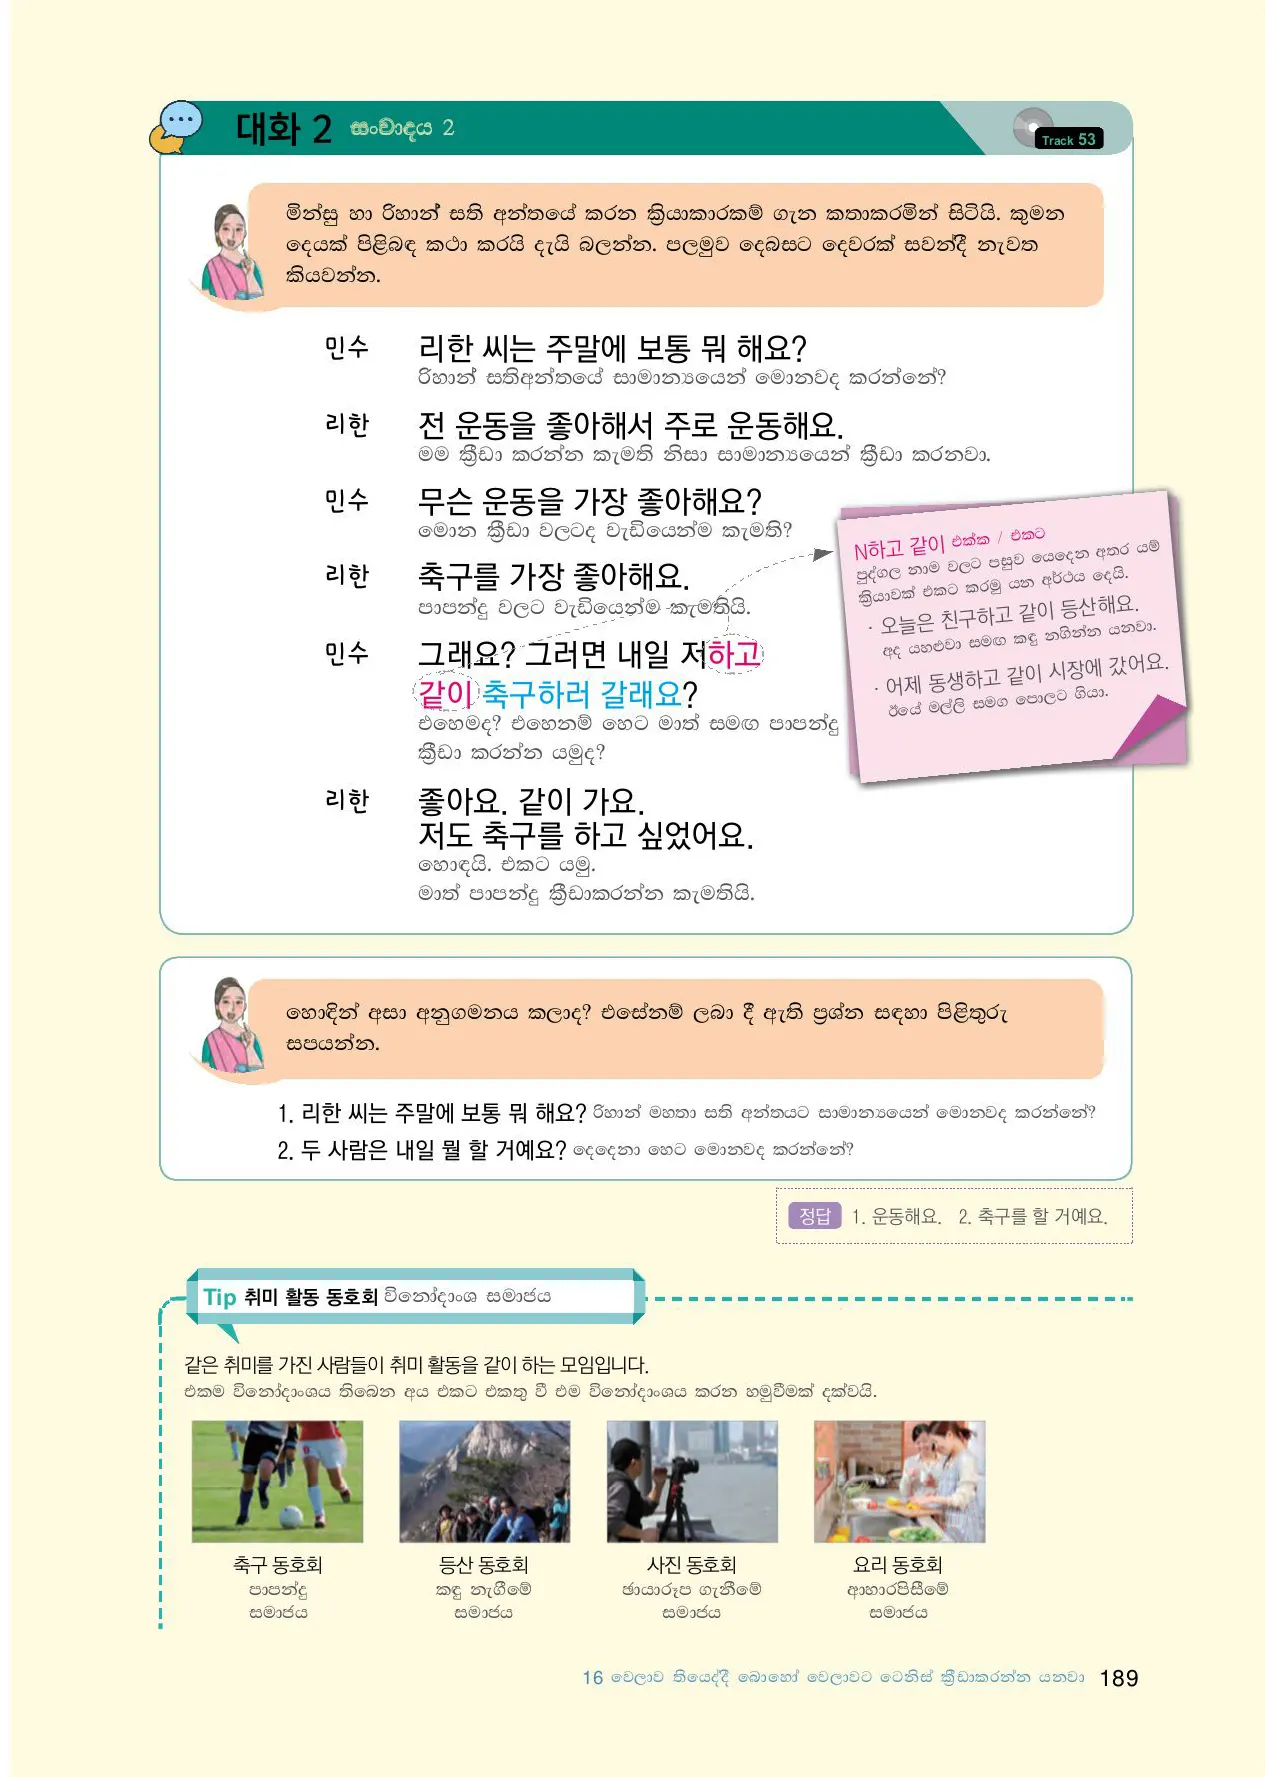 대화 2 සංවාදය 2
Track 53
මින්සු හා රිහාන් සති අන්තයේ කරන ක්‍රියාකාරකම් ගැන කතාකරමින් සිටියි. කුමන
දෙයක් පිළිබඳ කථා කරයි දැයි බලන්න. පලමුව දෙබසට දෙවරක් සවන්දී නැවත
කියවන්න.
민수 리한 씨는 주말에 보통 뭐 해요?
රිහාන් සතිඅන්තයේ සාමාන්‍යයෙන් මොනවද කරන්නේ?
리한 전 운동을 좋아해서 주로 운동해요.
මම ක්‍රීඩා කරන්න කැමති නිසා සාමාන්‍යයෙන් ක්‍රීඩා කරනවා.
민수 무슨 운동을 가장 좋아해요?
මොන ක්‍රීඩා වලටද වැඩියෙන්ම කැමති?
리한 축구를 가장 좋아해요.
පාපන්දු වලට වැඩියෙන්ම කැමතියි.
민수 그래요? 그러면 내일 저하고
같이 축구하러 갈래요?
එහෙමද? එහෙනම් හෙට මාත් සමඟ පාපන්දු
ක්‍රීඩා කරන්න යමුද?
리한 좋아요. 같이 가요.
저도 축구를 하고 싶었어요.
හොඳයි. එකට යමු.
මාත් පාපන්දු ක්‍රීඩාකරන්න කැමතියි.
N하고 같이 එක්ක / එකට
පුද්ගල නාම වලට පසුව යෙදෙන අතර යම්
ක්‍රියාවක් එකට කරමු යන අර්ථය දෙයි.
· 오늘은 친구하고 같이 등산해요.
අද යහළුවා සමඟ කඳු නගින්න යනවා.
· 어제 동생하고 같이 시장에 갔어요.
ඊයේ මල්ලි සමග පොලට ගියා.
හොඳින් අසා අනුගමනය කලාද? එසේනම් ලබා දී ඇති ප්‍රශ්න සඳහා පිළිතුරු
සපයන්න.
1. 리한 씨는 주말에 보통 뭐 해요? රිහාන් මහතා සති අන්තයට සාමාන්‍යයෙන් මොනවද කරන්නේ?
2. 두 사람은 내일 뭘 할 거예요? දෙදෙනා හෙට මොනවද කරන්නේ?
정답 1. 운동해요. 2. 축구를 할 거예요.
Tip 취미 활동 동호회 විනෝදාංශ සමාජය
같은 취미를 가진 사람들이 취미 활동을 같이 하는 모임입니다.
එකම විනෝදාංශය තිබෙන අය එකට එකතු වී එම විනෝදාංශය කරන හමුවීමක් දක්වයි.
축구 동호회 등산 동호회 사진 동호회 요리 동호회
පාපන්දු කඳු නැගීමේ ඡායාරූප ගැනීමේ ආහාරපිසීමේ
සමාජය සමාජය සමාජය සමාජය
16 වෙලාව තියෙද්දී බොහෝ වෙලාවට ටෙනිස් ක්‍රීඩාකරන්න යනවා 189